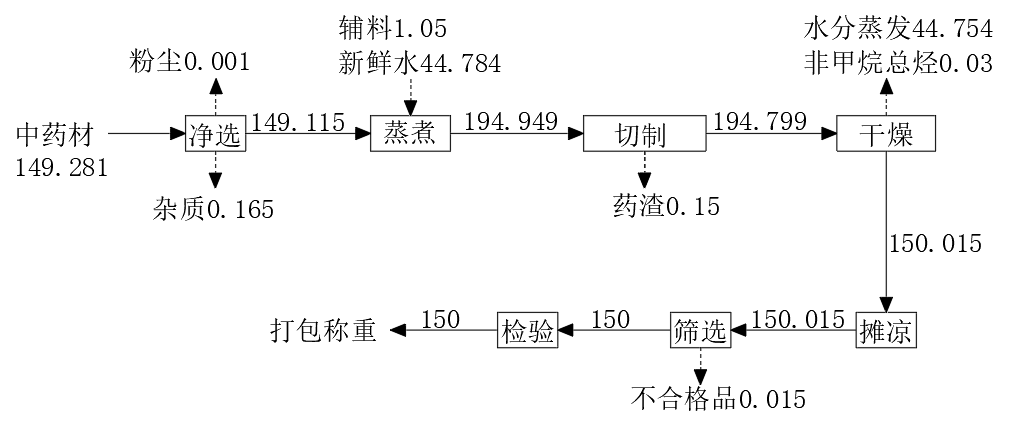 粉尘0.001
辅料1.05
新鲜水44.784
水分蒸发44.754
非甲烷总烃0.03
中药材
149.281
净选
149.115
蒸煮
194.949
切制
194.799
干燥
杂质0.165
药渣0.15
150.015
打包称重
150
检验
150
筛选
150.015
摊凉
不合格品0.015